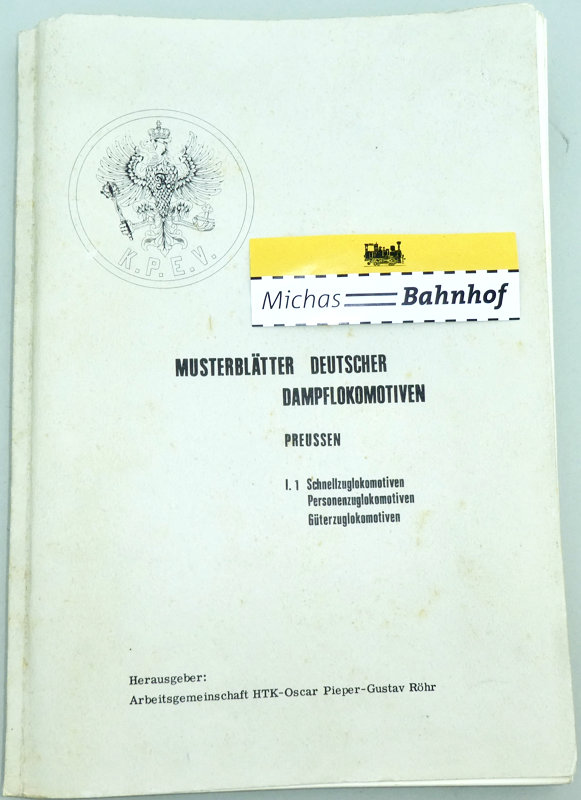 K.P.E.V.
Michas Bahnhof
MUSTERBLÄTTER DEUTSCHER
DAMPFLOKOMOTIVEN
PREUSSEN
I. 1 Schnellzuglokomotiven
Personenzuglokomotiven
Güterzuglokomotiven
Herausgeber:
Arbeitsgemeinschaft HTK-Oscar Pieper-Gustav Röhr